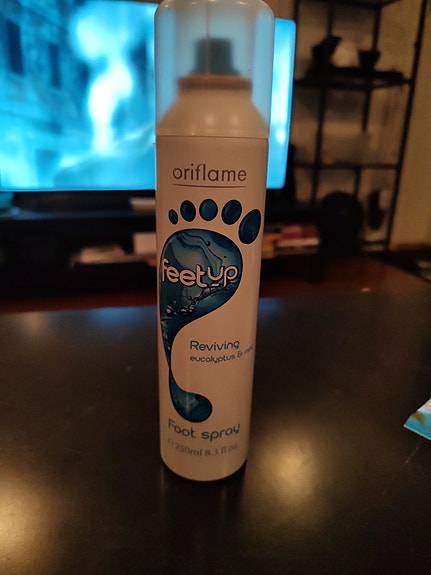 oriflame
feetup
Reviving
eucalyptus &
Foot spray
e 250ml 8.3 fl.oz.